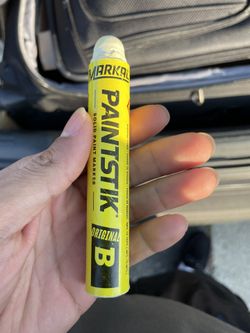 MARKAL
PAINTSTIK
SOLID PAINT MARKER
ORIGINAL
B